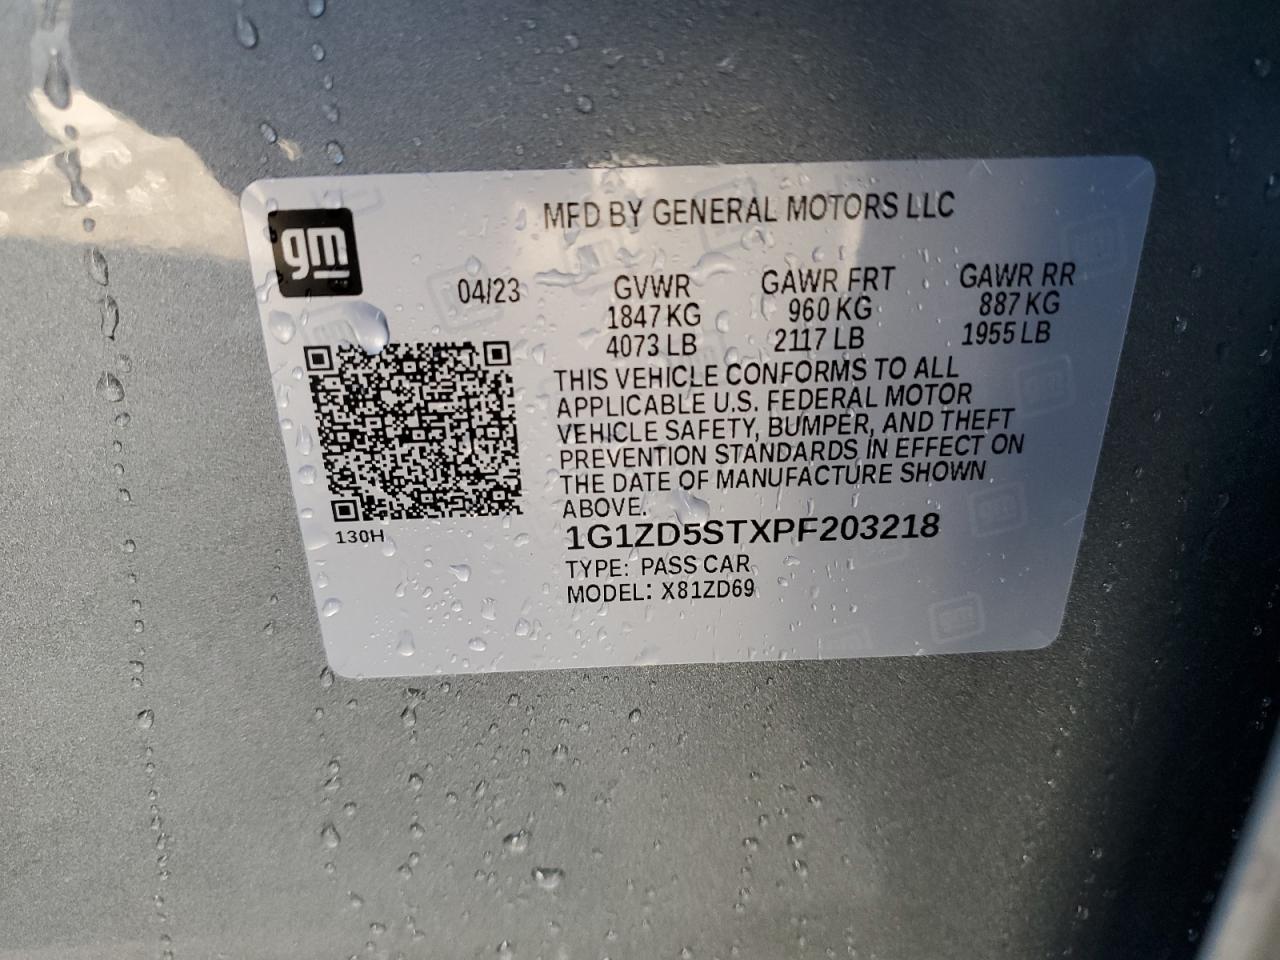 MFD BY GENERAL MOTORS LLC
gm
04/23 GVWR GAWR FRT GAWR RR
1847 KG 960 KG 887 KG
4073 LB 2117 LB 1955 LB
THIS VEHICLE CONFORMS TO ALL
APPLICABLE U.S. FEDERAL MOTOR
VEHICLE SAFETY, BUMPER, AND THEFT
PREVENTION STANDARDS IN EFFECT ON
THE DATE OF MANUFACTURE SHOWN
ABOVE.
130H
1G1ZD5STXPF203218
TYPE: PASS CAR
MODEL: X81ZD69